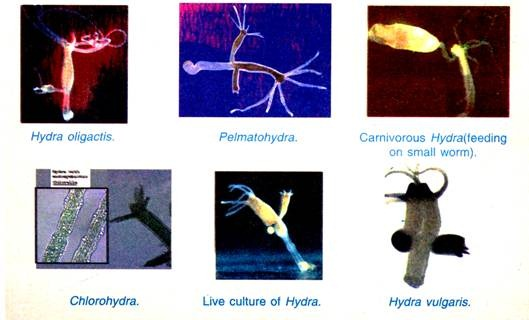 Hydra oligactis.
Pelmatohydra.
Carnivorous Hydra(feeding
on small worm).
Chlorohydra.
Live culture of Hydra.
Hydra vulgaris.